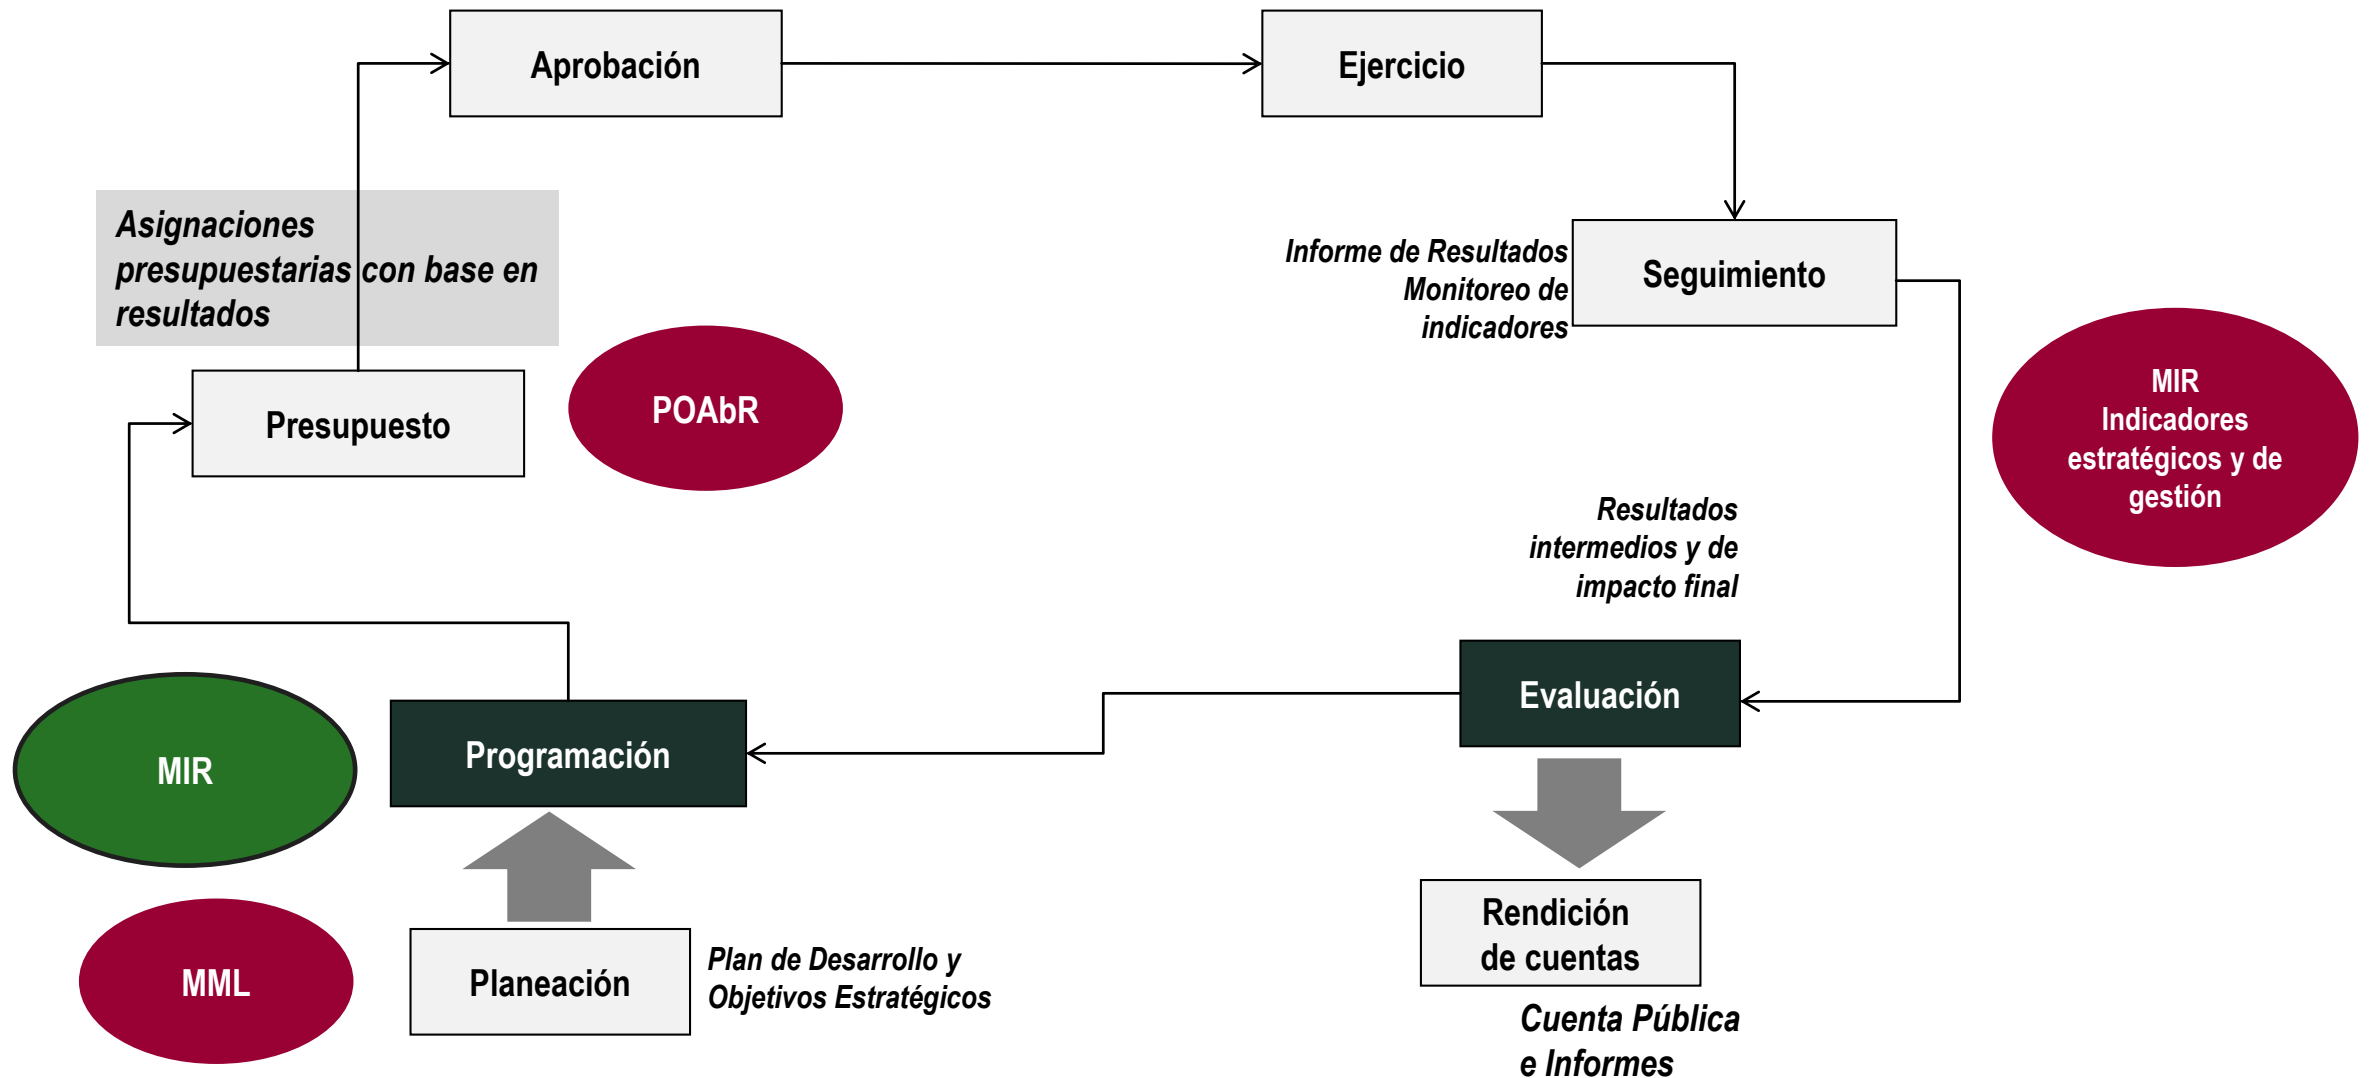 Aprobación
Ejercicio
Asignaciones
presupuestarias con base en
resultados
Informe de Resultados
Monitoreo de
indicadores
Seguimiento
Presupuesto
POAbR
MIR
Indicadores
estratégicos y de
gestión
Resultados
intermedios y de
impacto final
Evaluación
Programación
MIR
Rendición
de cuentas
MML
Planeación
Plan de Desarrollo y
Objetivos Estratégicos
Cuenta Pública
e Informes